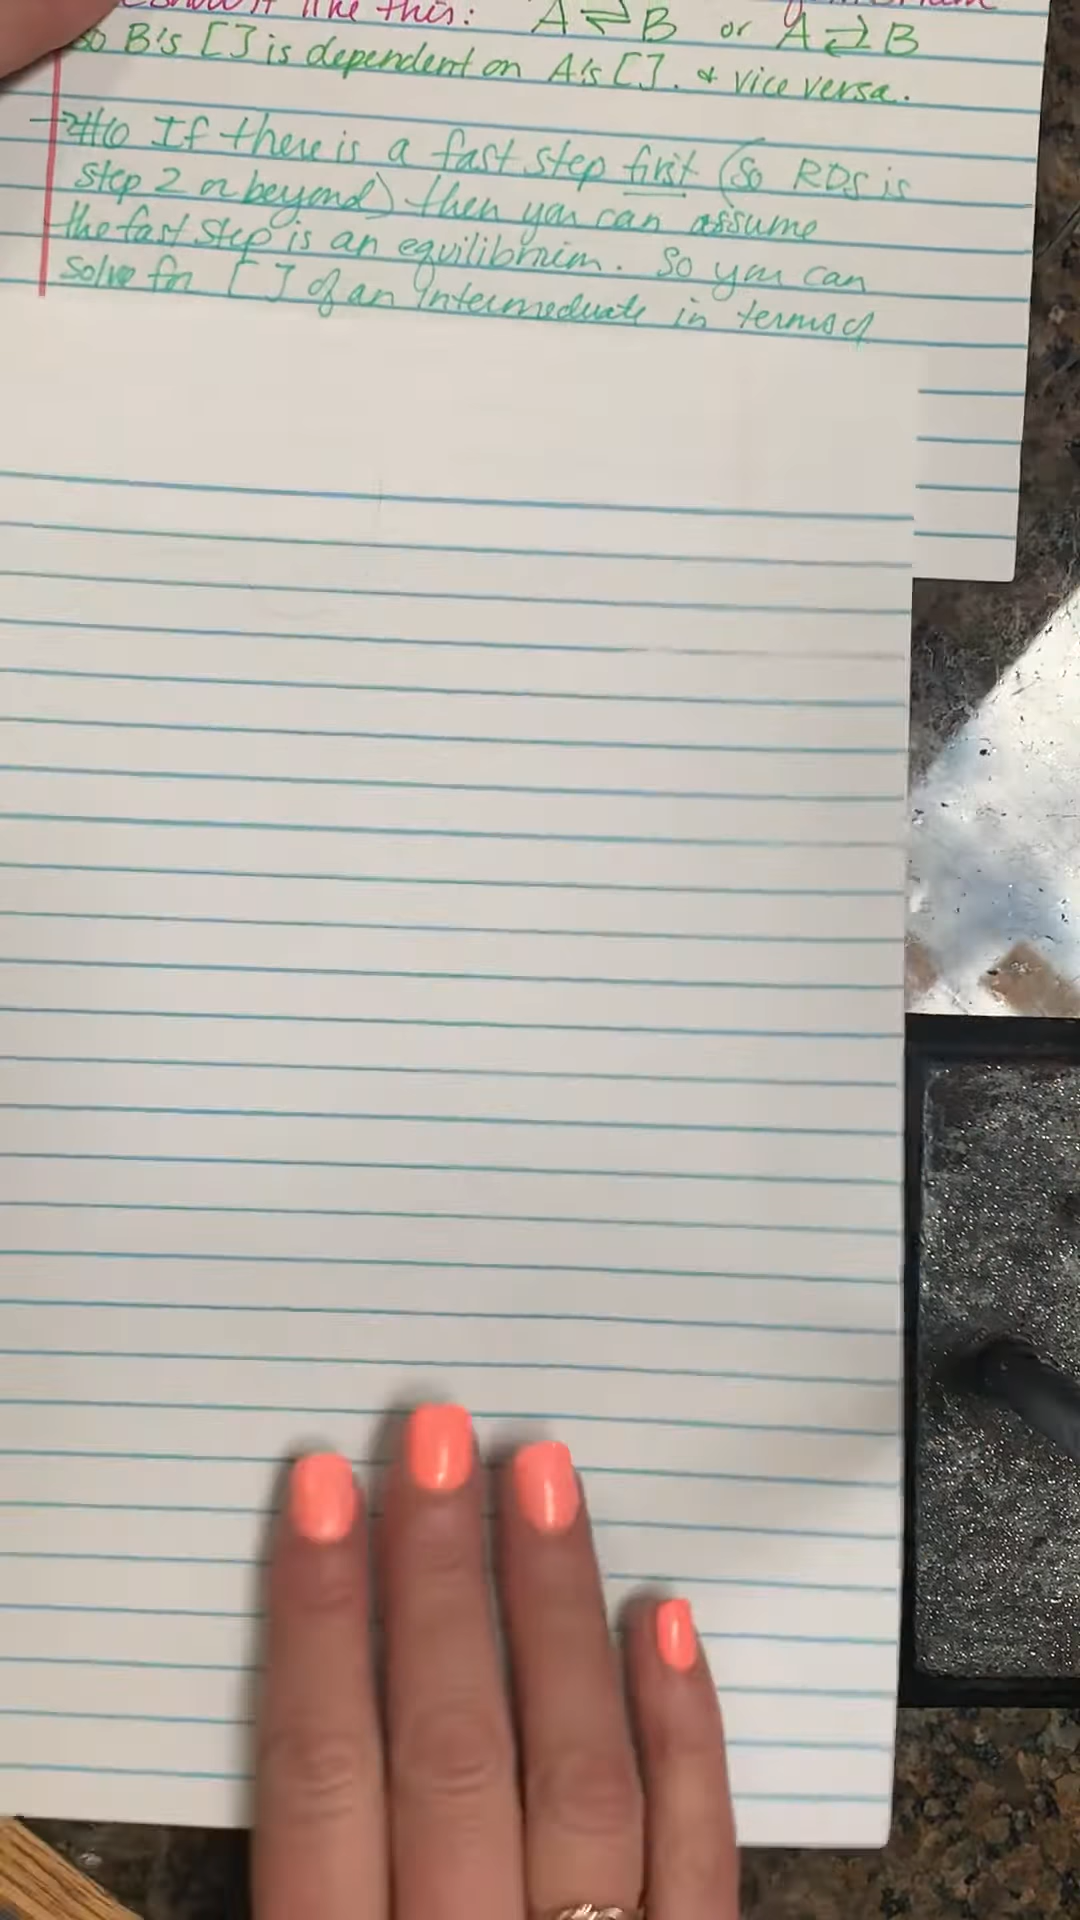 like this: A ⇌ B or A ⇄ B
so B's [ ] is dependent on A's [ ]. & vice versa.
#6 If there is a fast step first (so RDS is
step 2 or beyond) then you can assume
the fast step is an equilibrium. So you can
solve for [ ] of an intermediate in terms of